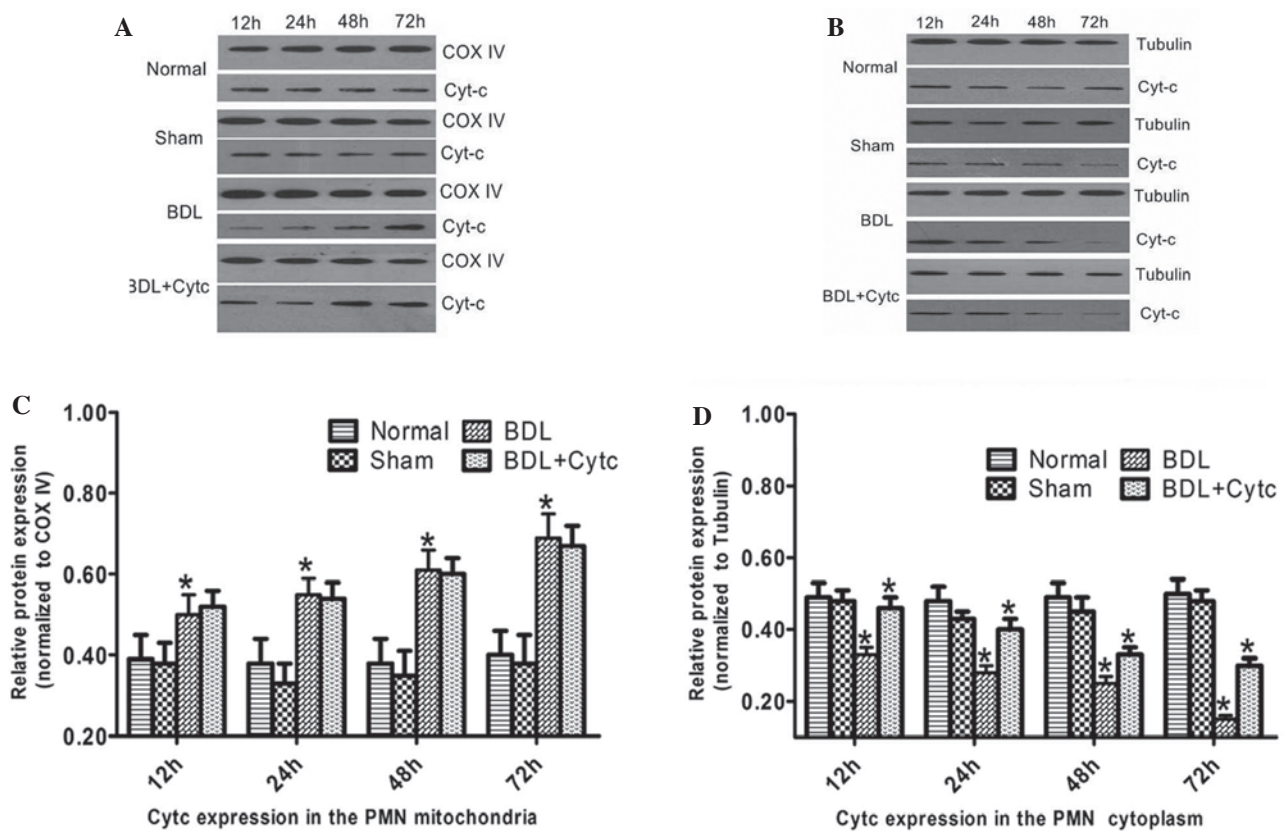 A
12h 24h 48h 72h
Normal
COX IV
Cyt-c
Sham
COX IV
Cyt-c
BDL
COX IV
Cyt-c
BDL+Cytc
COX IV
Cyt-c
B
12h 24h 48h 72h
Normal
Tubulin
Cyt-c
Sham
Tubulin
Cyt-c
BDL
Tubulin
Cyt-c
BDL+Cytc
Tubulin
Cyt-c
C
Relative protein expression
(normalized to COX IV)
1.00
0.80
0.60
0.40
0.20
Normal BDL
Sham BDL+Cytc
* * * *
12h 24h 48h 72h
Cytc expression in the PMN mitochondria
D
Relative protein expression
(normalized to Tubulin)
1.00
0.80
0.60
0.40
0.20
Normal BDL
Sham BDL+Cytc
* * * * * * * *
12h 24h 48h 72h
Cytc expression in the PMN cytoplasm